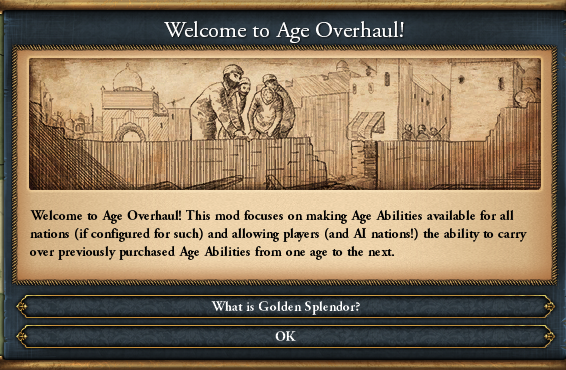 Welcome to Age Overhaul!
Welcome to Age Overhaul! This mod focuses on making Age Abilities available for all
nations (if configured for such) and allowing players (and AI nations!) the ability to carry
over previously purchased Age Abilities from one age to the next.
What is Golden Splendor?
OK